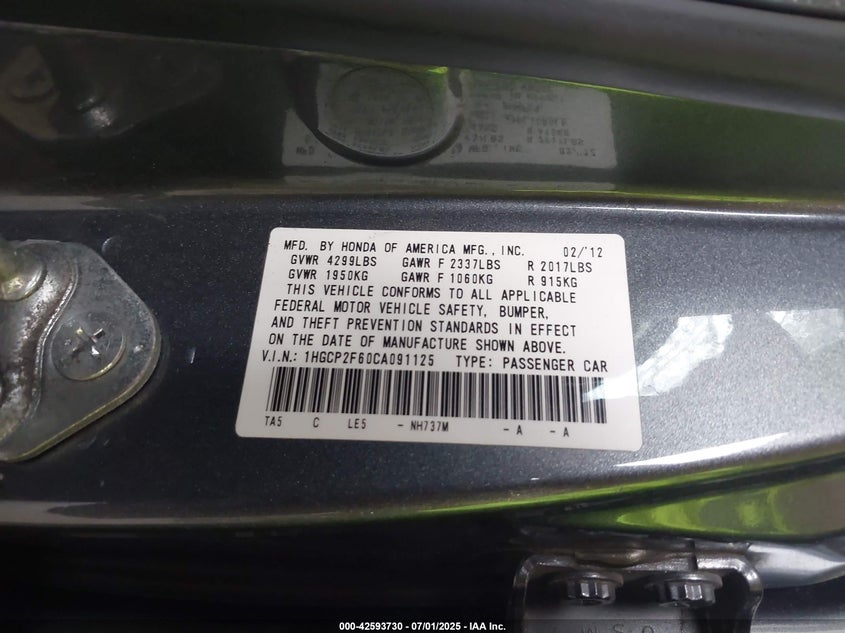 MFD. BY HONDA OF AMERICA MFG., INC. 02/'12
GVWR 4299LBS GAWR F 2337LBS R 2017LBS
GVWR 1950KG GAWR F 1060KG R 915KG
THIS VEHICLE CONFORMS TO ALL APPLICABLE
FEDERAL MOTOR VEHICLE SAFETY, BUMPER,
AND THEFT PREVENTION STANDARDS IN EFFECT
ON THE DATE OF MANUFACTURE SHOWN ABOVE.
V.I.N.: 1HGCP2F60CA091125 TYPE: PASSENGER CAR
TA5 C LE5 - NH737M - A - A
000-42593730 - 07/01/2025 - IAA Inc.